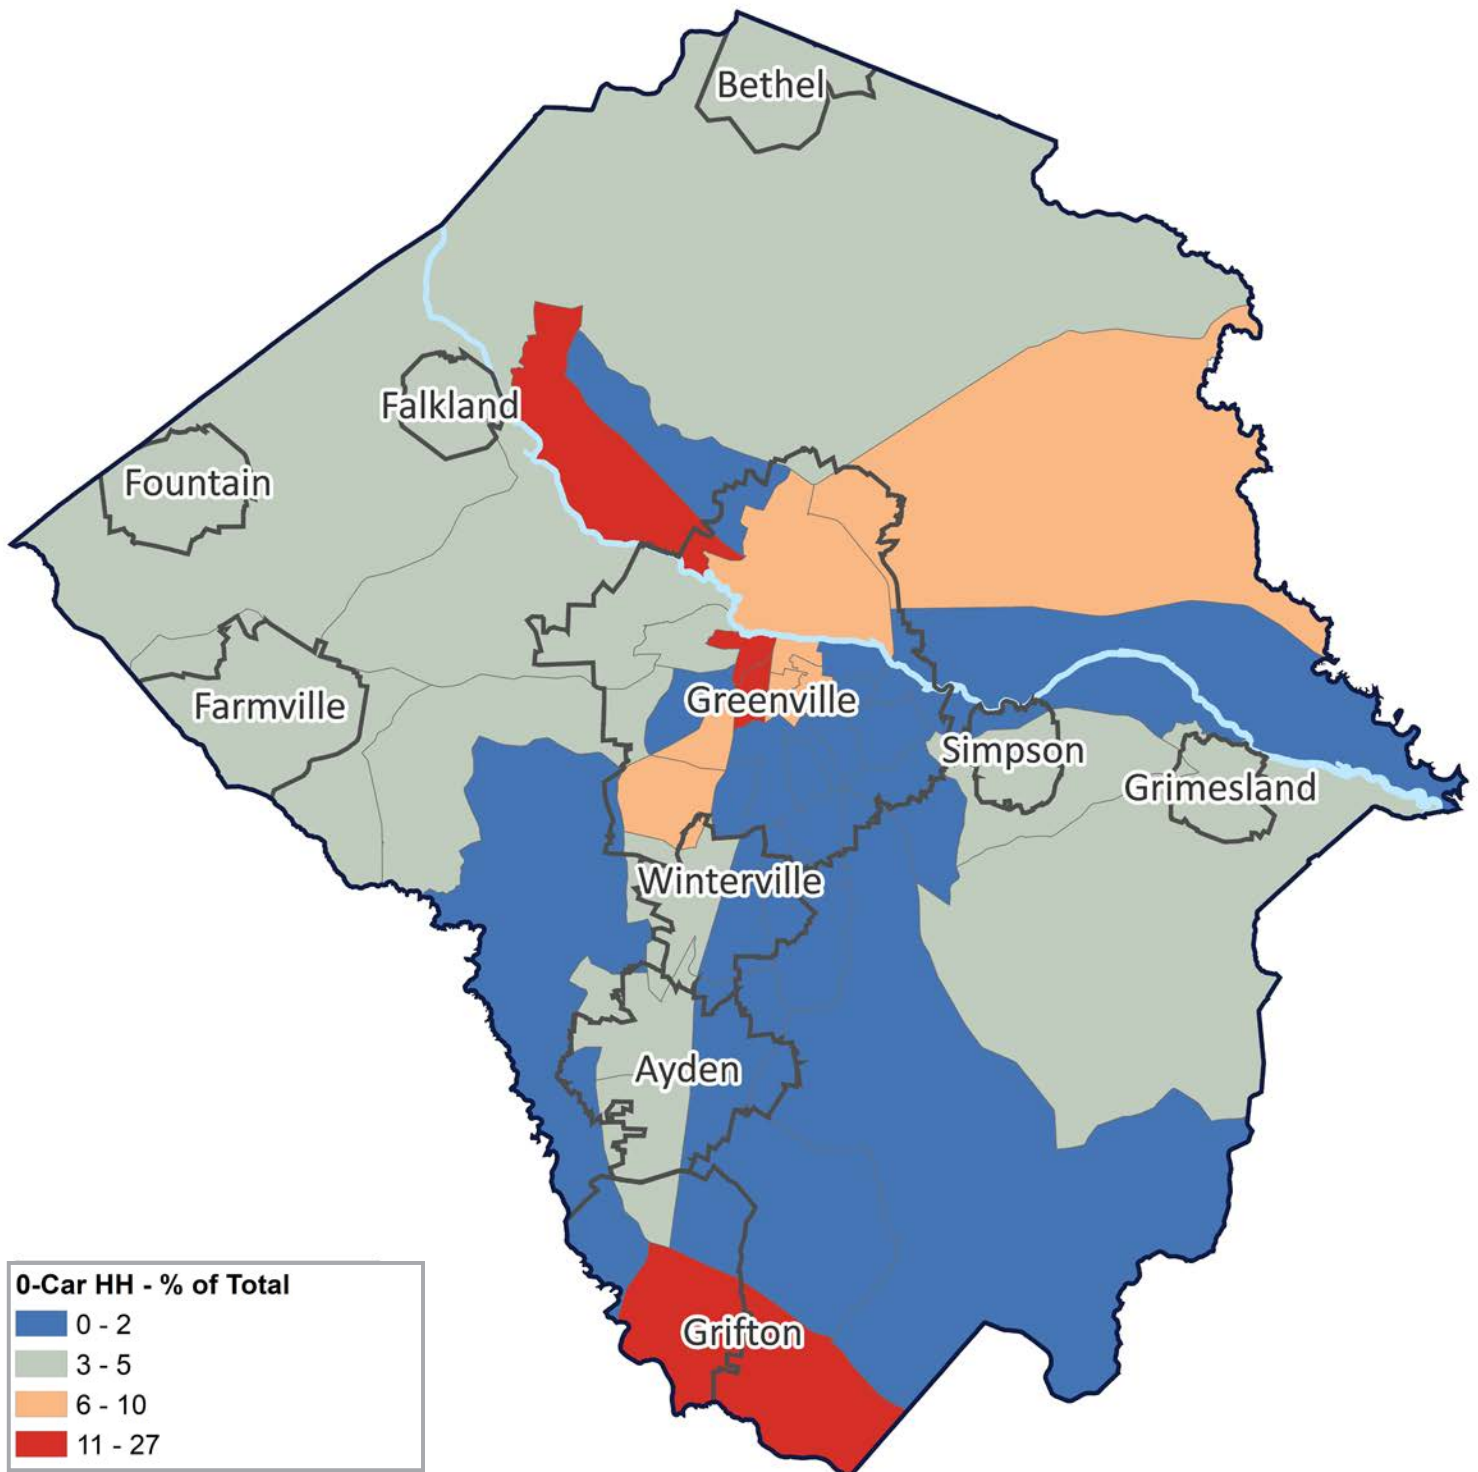 Bethel
Falkland
Fountain
Farmville
Greenville
Simpson
Grimesland
Winterville
Ayden
Grifton
0-Car HH - % of Total
0 - 2
3 - 5
6 - 10
11 - 27